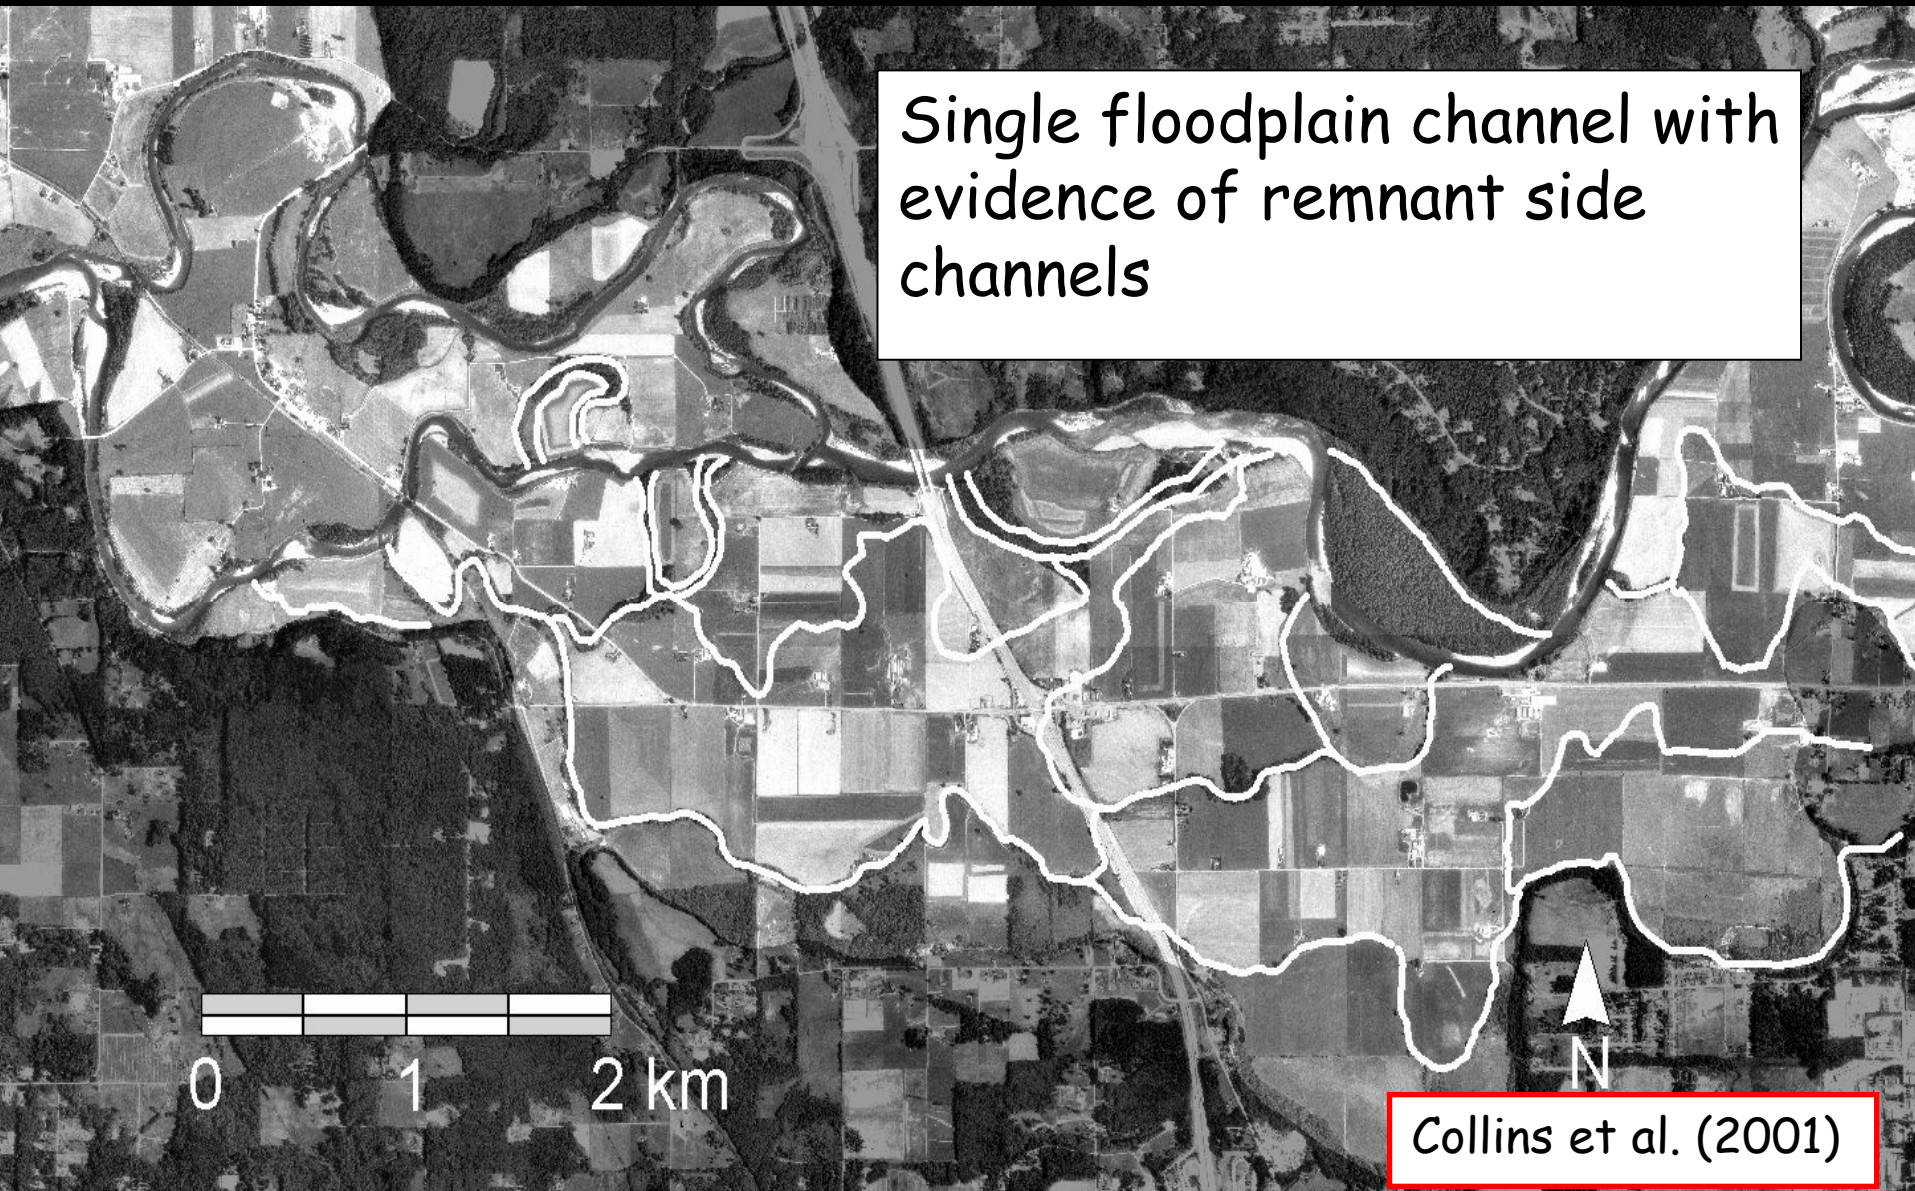 Single floodplain channel with
evidence of remnant side
channels
0 1 2 km
N
Collins et al. (2001)